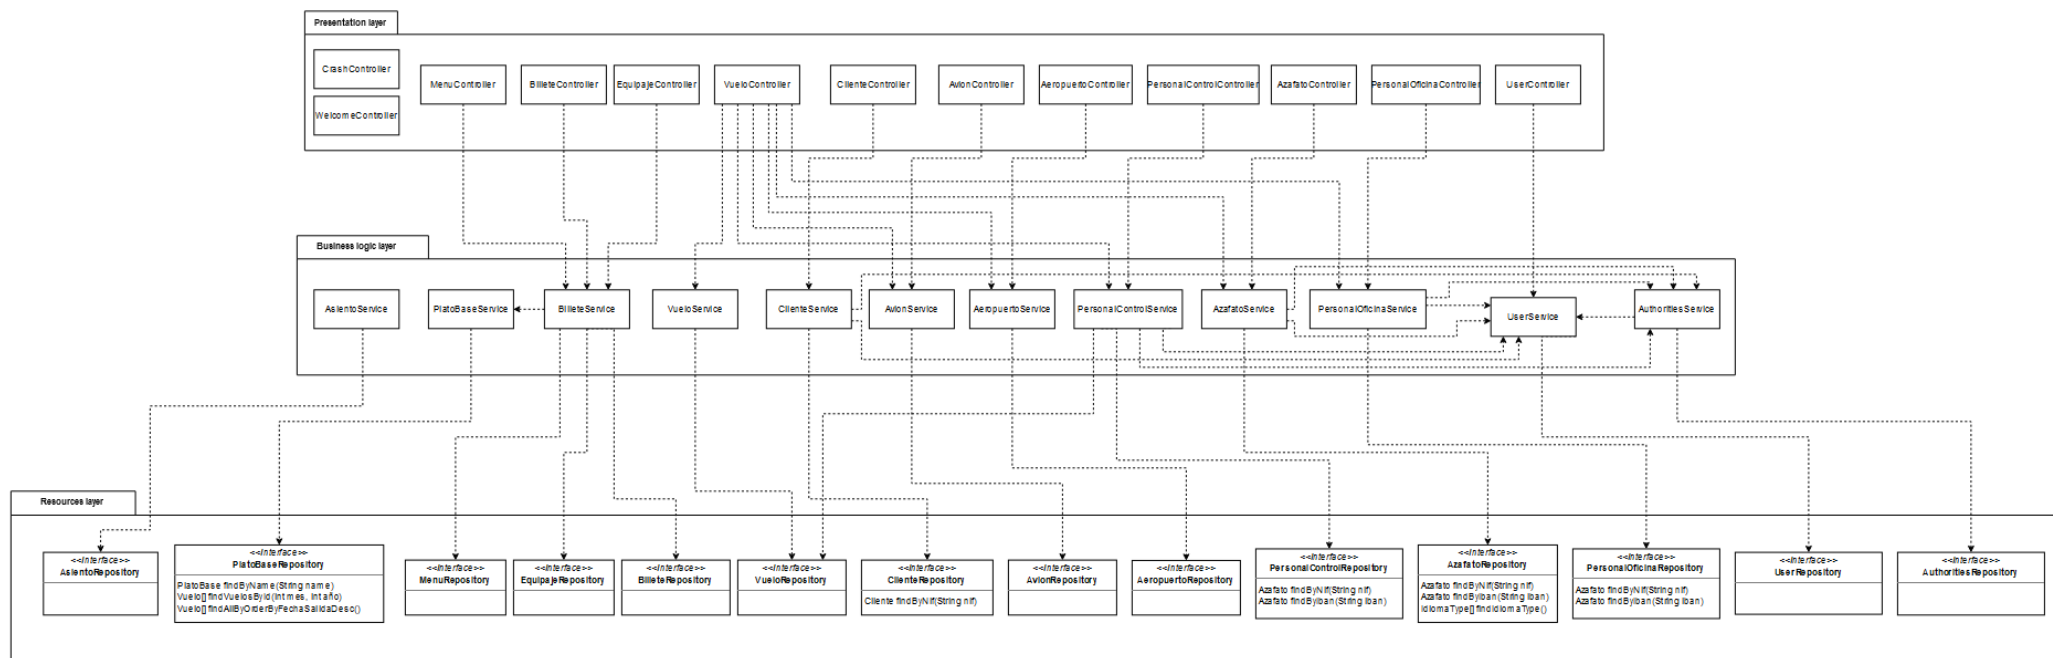 Presentation layer
CrashController
WelcomeController
MenuController
BilleteController
EquipajeController
VueloController
ClienteController
AvionController
AeropuertoController
PersonalControlController
AzafatoController
PersonalOficinaController
UserController
Business logic layer
AsientoService
PlatoBaseService
BilleteService
VueloService
ClienteService
AvionService
AeropuertoService
PersonalControlService
AzafatoService
PersonalOficinaService
UserService
AuthoritiesService
Resources layer
<<interface>>
AsientoRepository
<<interface>>
PlatoBaseRepository
PlatoBase findByName(String name)
Vuelo[] findVuelosById(int mes, int año)
Vuelo[] findAllByOrderByFechaSalidaDesc()
<<interface>>
MenuRepository
<<interface>>
EquipajeRepository
<<interface>>
BilleteRepository
<<interface>>
VueloRepository
<<interface>>
ClienteRepository
Cliente findByNif(String nif)
<<interface>>
AvionRepository
<<interface>>
AeropuertoRepository
<<interface>>
PersonalControlRepository
Azafato findByNif(String nif)
Azafato findByIban(String iban)
<<interface>>
AzafatoRepository
Azafato findByNif(String nif)
Azafato findByIban(String iban)
IdiomaType[] findIdiomaType()
<<interface>>
PersonalOficinaRepository
Azafato findByNif(String nif)
Azafato findByIban(String iban)
<<interface>>
UserRepository
<<interface>>
AuthoritiesRepository